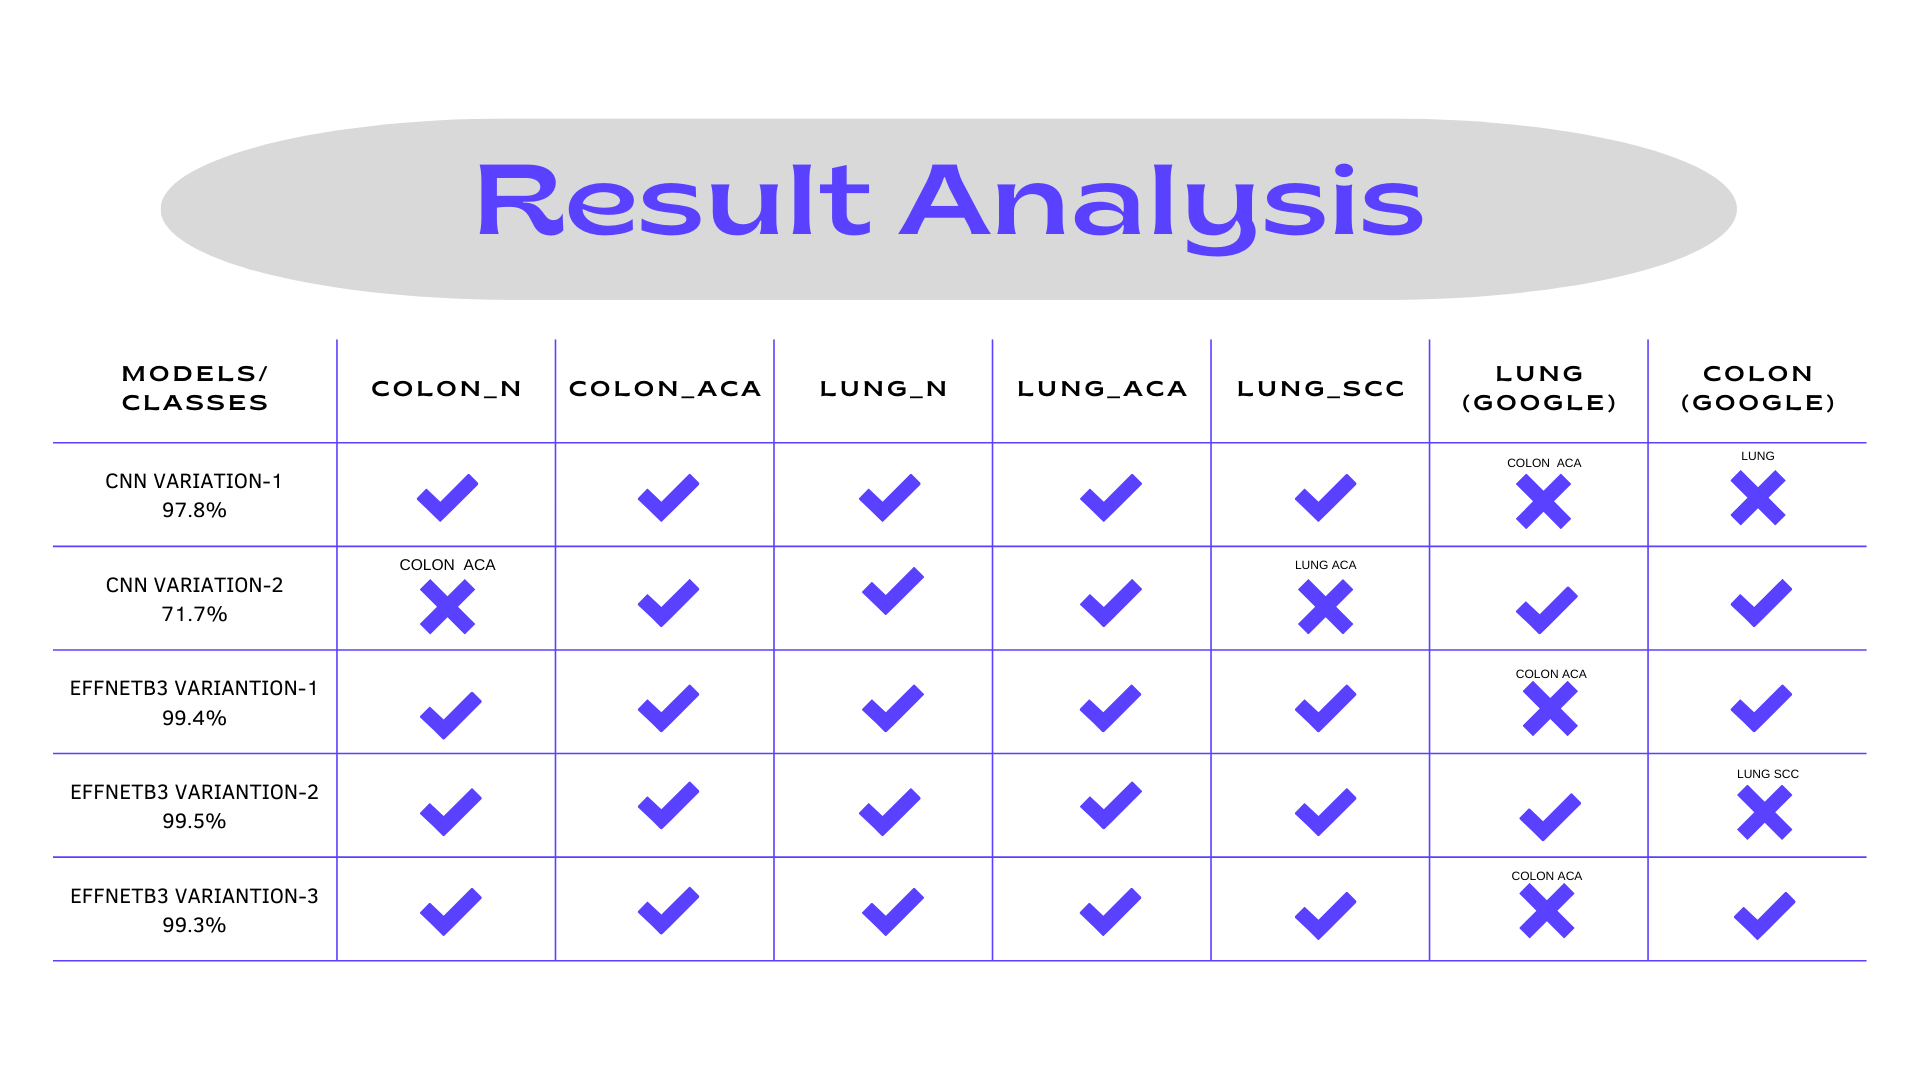 Result Analysis
MODELS/
CLASSES
COLON_N
COLON_ACA
LUNG_N
LUNG_ACA
LUNG_SCC
LUNG
(GOOGLE)
COLON
(GOOGLE)
CNN VARIATION-1
97.8%
COLON ACA
LUNG
CNN VARIATION-2
71.7%
COLON ACA
LUNG ACA
EFFNETB3 VARIANTION-1
99.4%
COLON ACA
EFFNETB3 VARIANTION-2
99.5%
LUNG SCC
EFFNETB3 VARIANTION-3
99.3%
COLON ACA